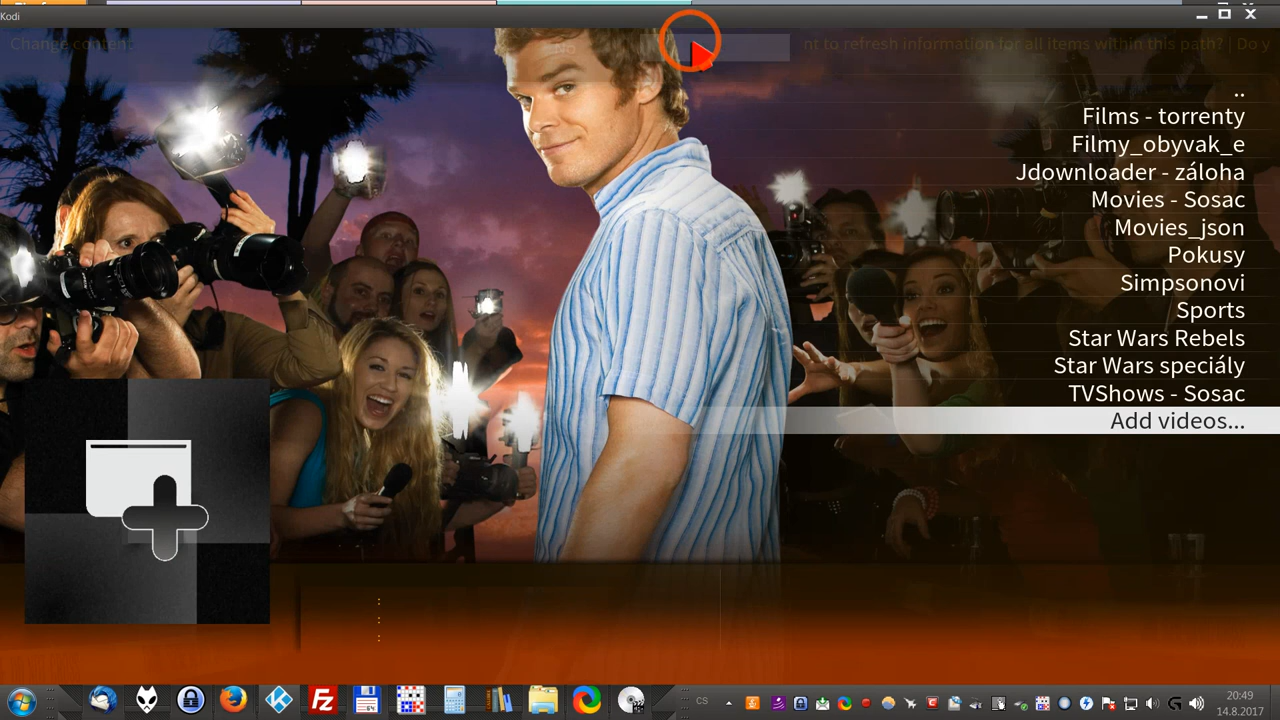 Kodi
Change content
No
nt to refresh information for all items within this path? | Do y
..
Films - torrenty
Filmy_obyvak_e
Jdownloader - záloha
Movies - Sosac
Movies_json
Pokusy
Simpsonovi
Sports
Star Wars Rebels
Star Wars speciály
TVShows - Sosac
Add videos...
:
:
:
64
CS
20:49
14.8.2017